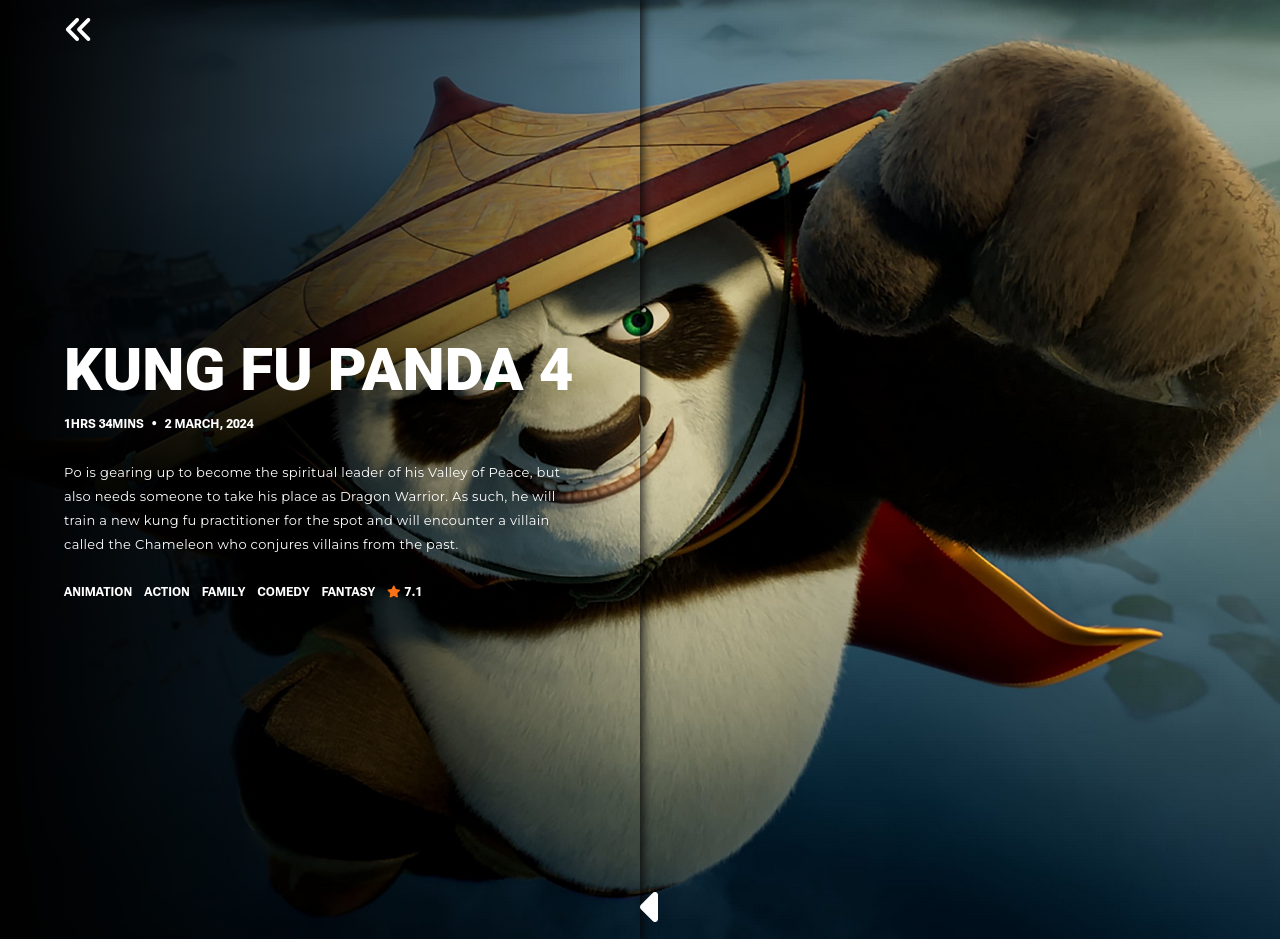 KUNG FU PANDA 4
1HRS 34MINS • 2 MARCH, 2024
Po is gearing up to become the spiritual leader of his Valley of Peace, but
also needs someone to take his place as Dragon Warrior. As such, he will
train a new kung fu practitioner for the spot and will encounter a villain
called the Chameleon who conjures villains from the past.
ANIMATION ACTION FAMILY COMEDY FANTASY 7.1